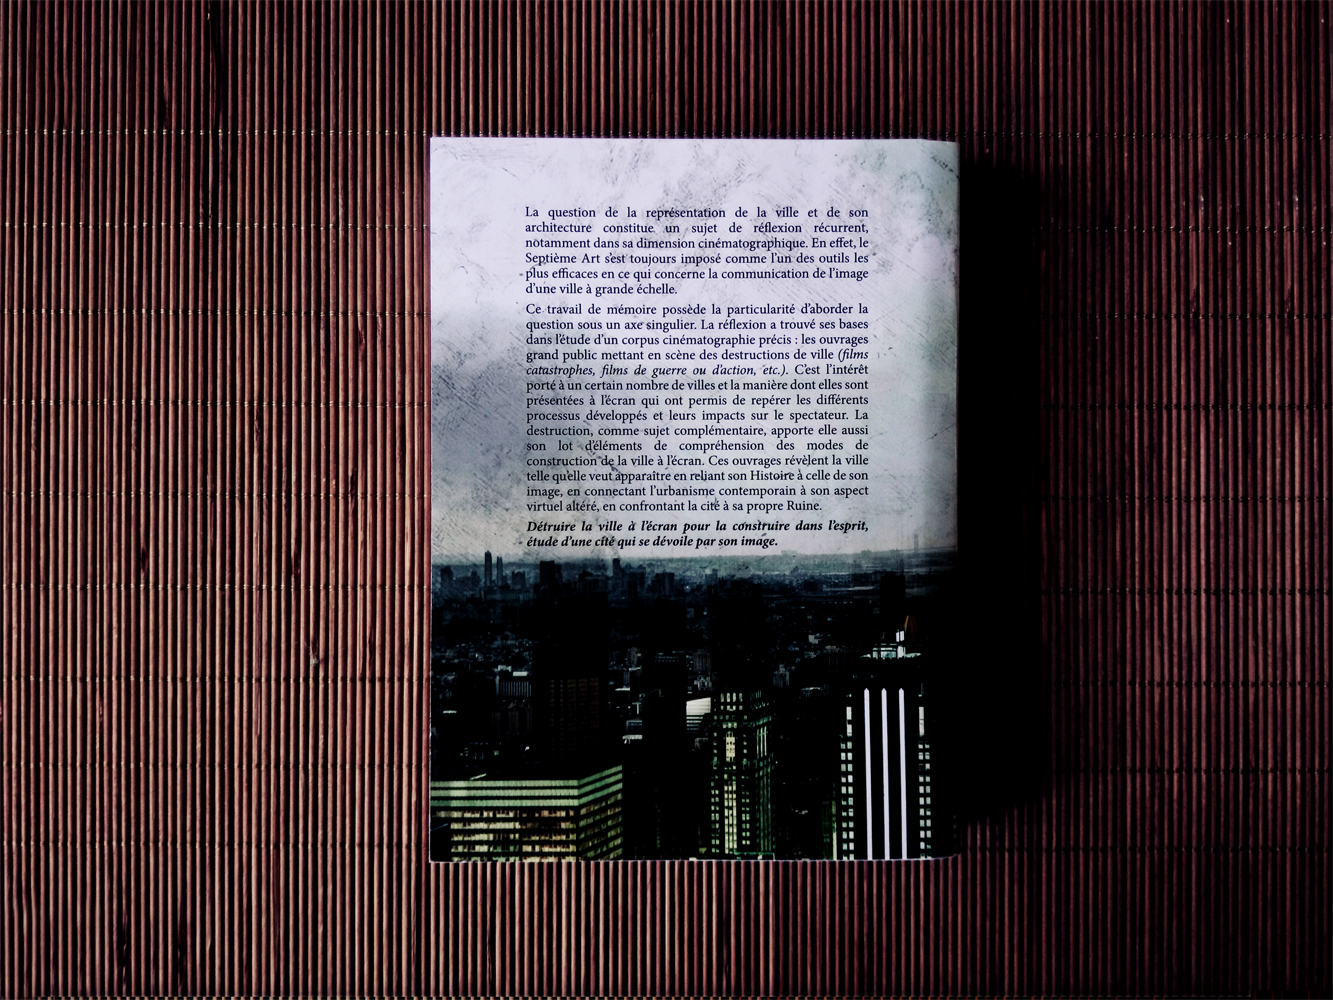 La question de la représentation de la ville et de son
architecture constitue un sujet de réflexion récurrent,
notamment dans sa dimension cinématographique. En effet, le
Septième Art s'est toujours imposé comme l'un des outils les
plus efficaces en ce qui concerne la communication de l'image
d'une ville à grande échelle.
Ce travail de mémoire possède la particularité d'aborder la
question sous un axe singulier. La réflexion a trouvé ses bases
dans l'étude d'un corpus cinématographie précis : les ouvrages
grand public mettant en scène des destructions de ville (films
catastrophes, films de guerre ou d'action, etc.). C'est l'intérêt
porté à un certain nombre de villes et la manière dont elles sont
présentées à l'écran qui ont permis de repérer les différents
processus développés et leurs impacts sur le spectateur. La
destruction, comme sujet complémentaire, apporte elle aussi
son lot d'éléments de compréhension des modes de
construction de la ville à l'écran. Ces ouvrages révèlent la ville
telle qu'elle veut apparaître en reliant son Histoire à celle de son
image, en connectant l'urbanisme contemporain à son aspect
virtuel altéré, en confrontant la cité à sa propre Ruine.
Détruire la ville à l'écran pour la construire dans l'esprit,
étude d'une cité qui se dévoile par son image.